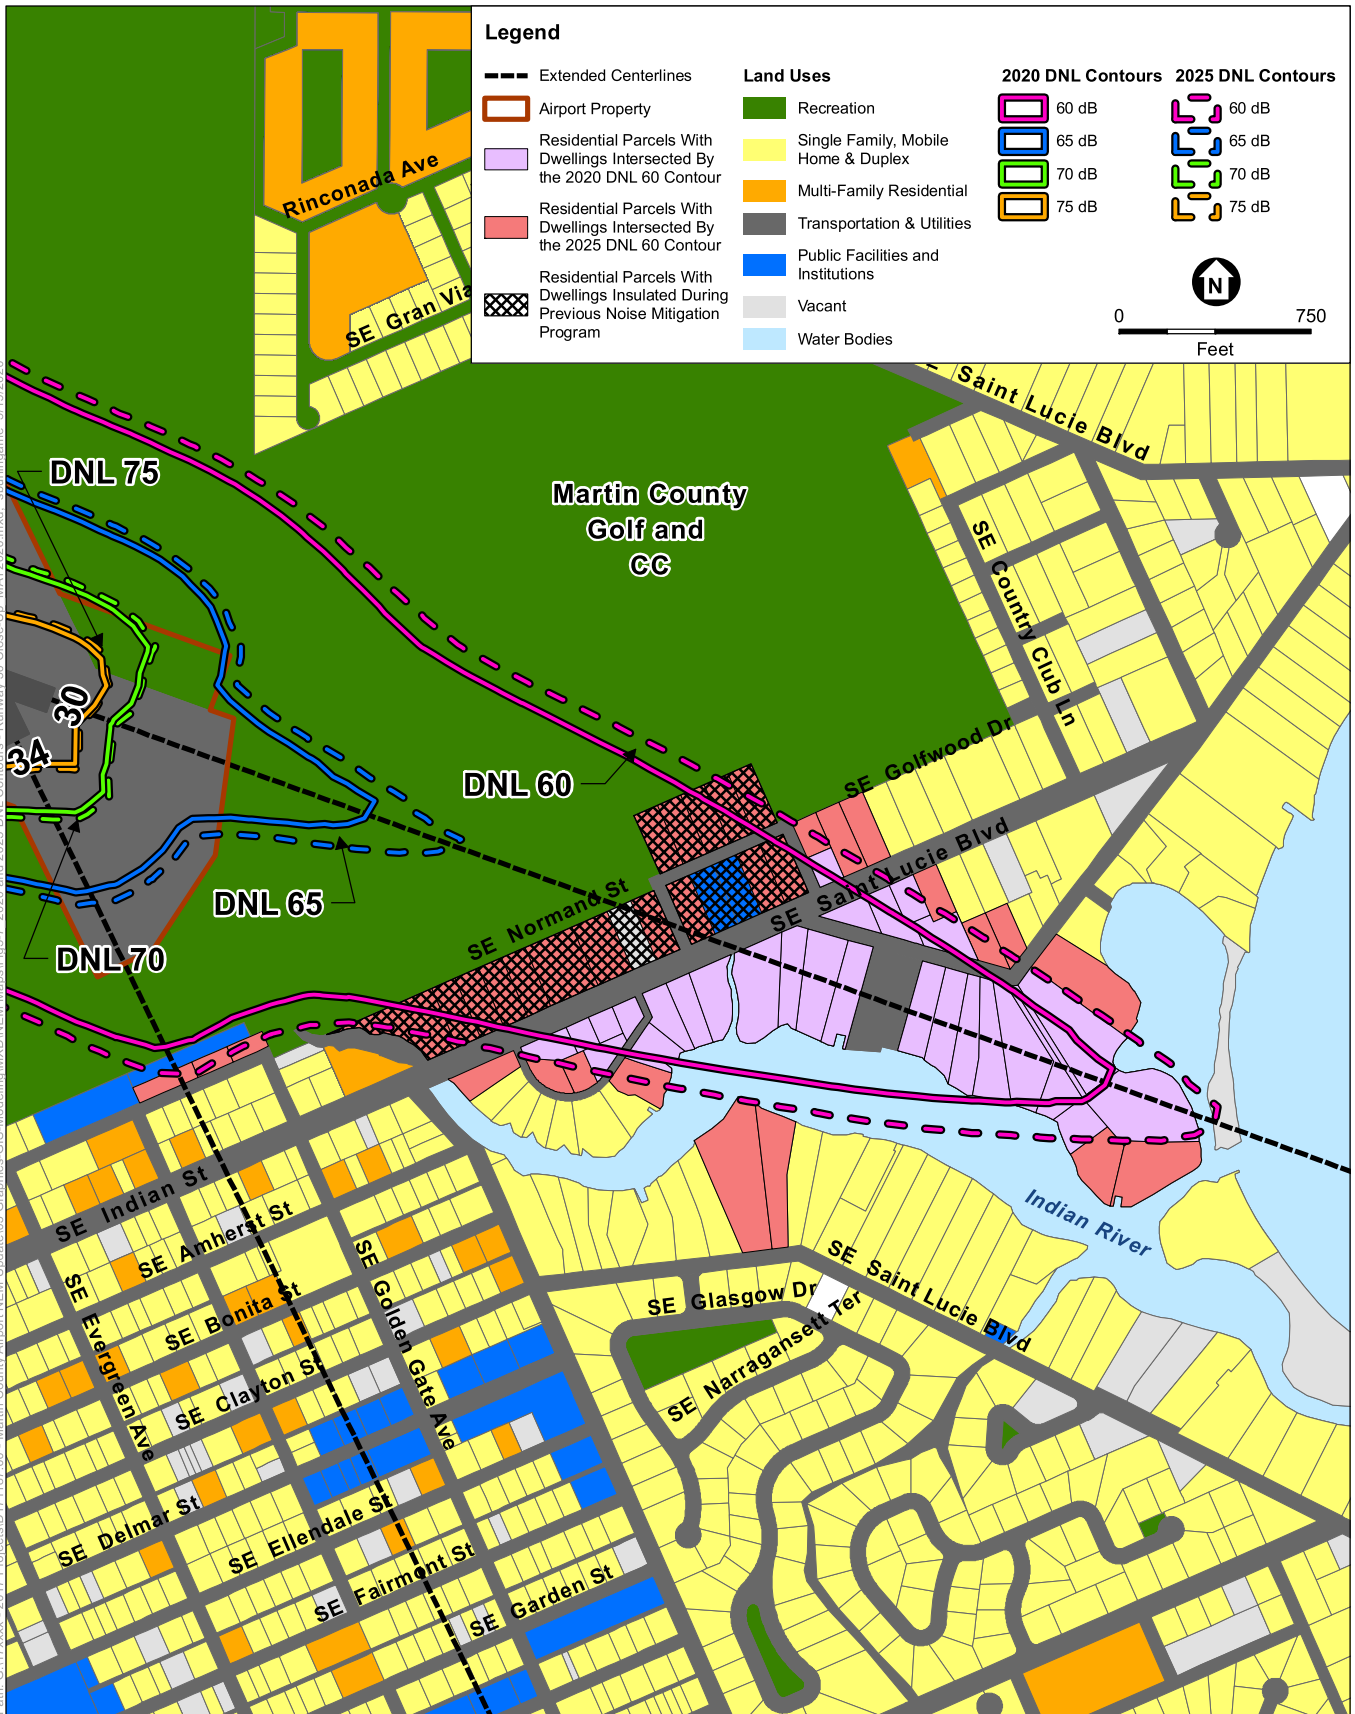 Legend
Extended Centerlines
Airport Property
Residential Parcels With
Dwellings Intersected By
the 2020 DNL 60 Contour
Residential Parcels With
Dwellings Intersected By
the 2025 DNL 60 Contour
Residential Parcels With
Dwellings Insulated During
Previous Noise Mitigation
Program
Land Uses
Recreation
Single Family, Mobile
Home & Duplex
Multi-Family Residential
Transportation & Utilities
Public Facilities and
Institutions
Vacant
Water Bodies
2020 DNL Contours
60 dB
65 dB
70 dB
75 dB
2025 DNL Contours
60 dB
65 dB
70 dB
75 dB
N
0 750
Feet
Rinconada Ave
SE Gran Via
Saint Lucie Blvd
DNL 75
Martin County
Golf and
CC
SE Country Club Ln
30
34
DNL 60
SE Golfwood Dr
SE Saint Lucie Blvd
DNL 65
SE Normand St
DNL 70
SE Indian St
SE Amherst St
SE Bonita St
SE Evergreen Ave
SE Golden Gate Ave
SE Clayton St
SE Delmar St
SE Ellendale St
SE Fairmont St
SE Garden St
Indian River
SE Saint Lucie Blvd
SE Glasgow Dr
SE Narragansett Ter